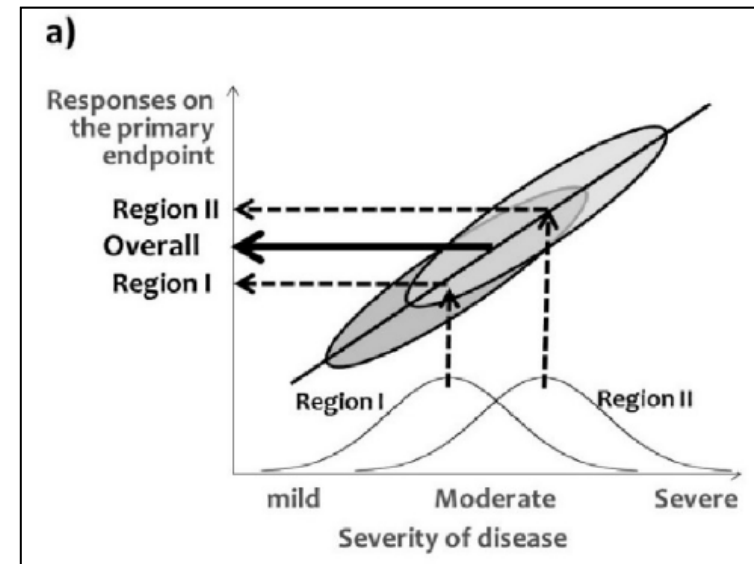 a)
Responses on
the primary
endpoint
Region II
Overall
Region I
Region I
Region II
mild Moderate Severe
Severity of disease